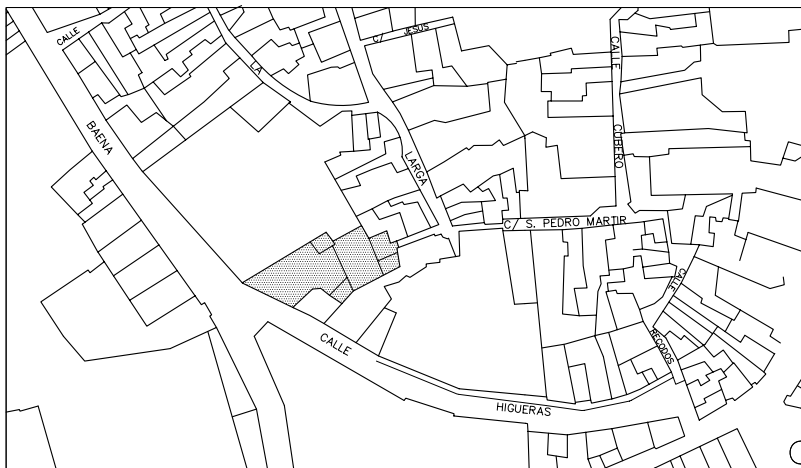 CALLE
C/ JESUS
CALLE
LA
BAENA
CUBERO
LARGA
C/ S. PEDRO MARTIR
CALLE
CALLE
RECODOS
HIGUERAS